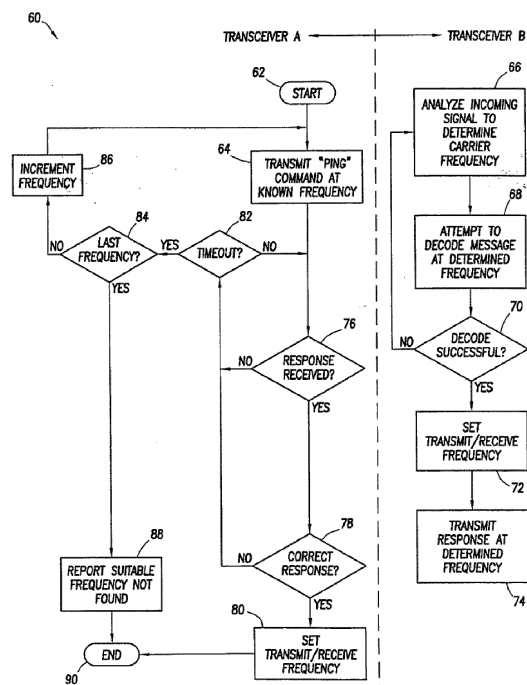 60
TRANSCEIVER A
TRANSCEIVER B
62
START
66
ANALYZE INCOMING
SIGNAL TO
DETERMINE
CARRIER
FREQUENCY
86
INCREMENT
FREQUENCY
64
TRANSMIT "PING"
COMMAND AT
KNOWN FREQUENCY
68
ATTEMPT TO
DECODE MESSAGE
AT DETERMINED
FREQUENCY
84
NO
LAST
FREQUENCY?
YES
82
YES
TIMEOUT?
NO
70
NO
DECODE
SUCCESSFUL?
YES
76
NO
RESPONSE
RECEIVED?
YES
SET
TRANSMIT/RECEIVE
FREQUENCY
72
78
NO
CORRECT
RESPONSE?
YES
TRANSMIT
RESPONSE AT
DETERMINED
FREQUENCY
74
88
REPORT SUITABLE
FREQUENCY NOT
FOUND
80
SET
TRANSMIT/RECEIVE
FREQUENCY
END
90